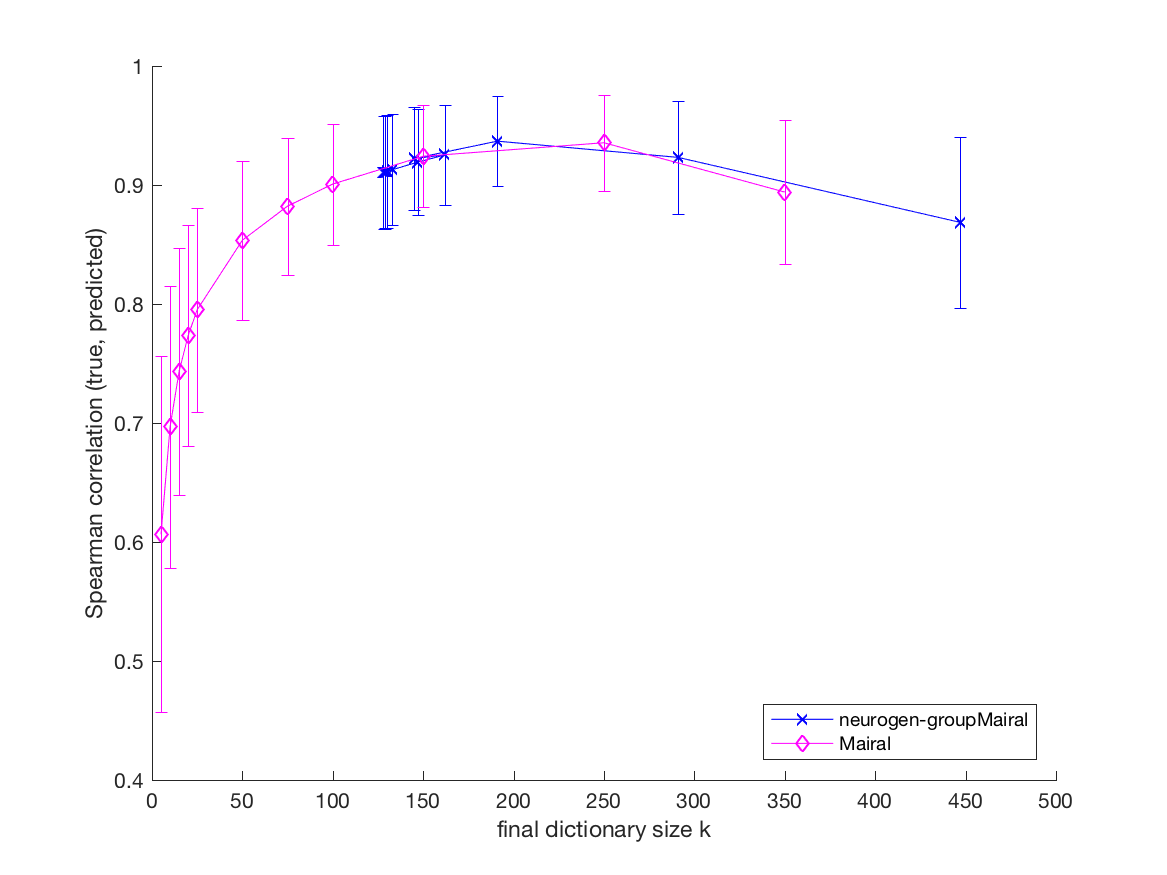 1
0.9
0.8
0.7
0.6
0.5
0.4
Spearman correlation (true, predicted)
0 50 100 150 200 250 300 350 400 450 500
final dictionary size k
neurogen-groupMairal
Mairal